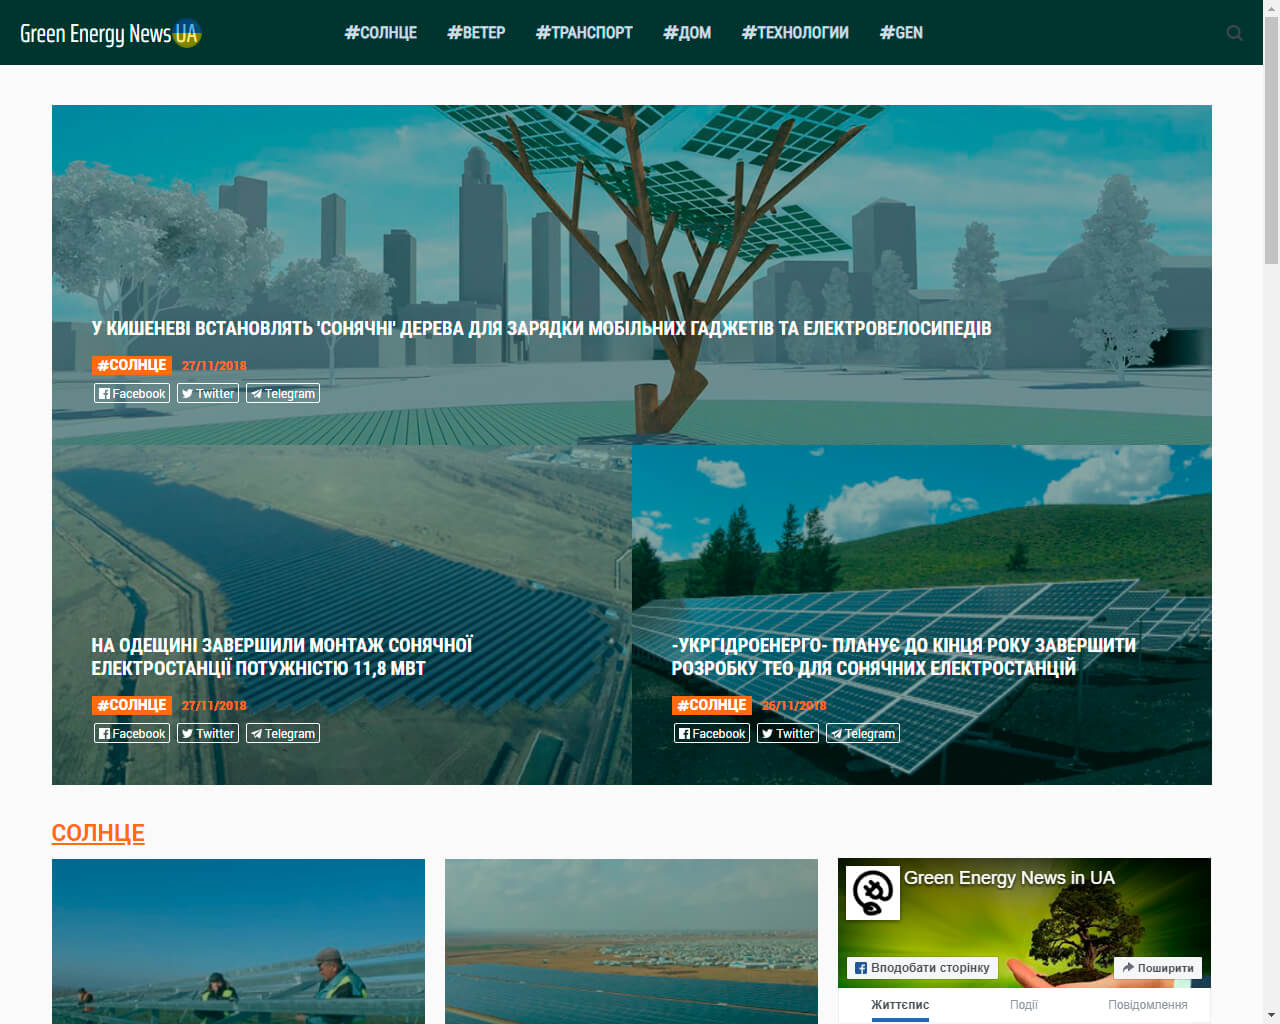 Green Energy News UA
#СОЛНЦЕ #ВЕТЕР #ТРАНСПОРТ #ДОМ #ТЕХНОЛОГИИ #GEN
У КИШЕНЕВІ ВСТАНОВЛЯТЬ 'СОНЯЧНІ' ДЕРЕВА ДЛЯ ЗАРЯДКИ МОБІЛЬНИХ ГАДЖЕТІВ ТА ЕЛЕКТРОВЕЛОСИПЕДІВ
#СОЛНЦЕ 27/11/2018
Facebook Twitter Telegram
НА ОДЕЩИНІ ЗАВЕРШИЛИ МОНТАЖ СОНЯЧНОЇ
ЕЛЕКТРОСТАНЦІЇ ПОТУЖНІСТЮ 11,8 МВТ
#СОЛНЦЕ 27/11/2018
Facebook Twitter Telegram
-УКРГІДРОЕНЕРГО- ПЛАНУЄ ДО КІНЦЯ РОКУ ЗАВЕРШИТИ
РОЗРОБКУ ТЕО ДЛЯ СОНЯЧНИХ ЕЛЕКТРОСТАНЦІЙ
#СОЛНЦЕ 26/11/2018
Facebook Twitter Telegram
СОЛНЦЕ
Green Energy News in UA
Вподобати сторінку Поширити
Життєпис Події Повідомлення